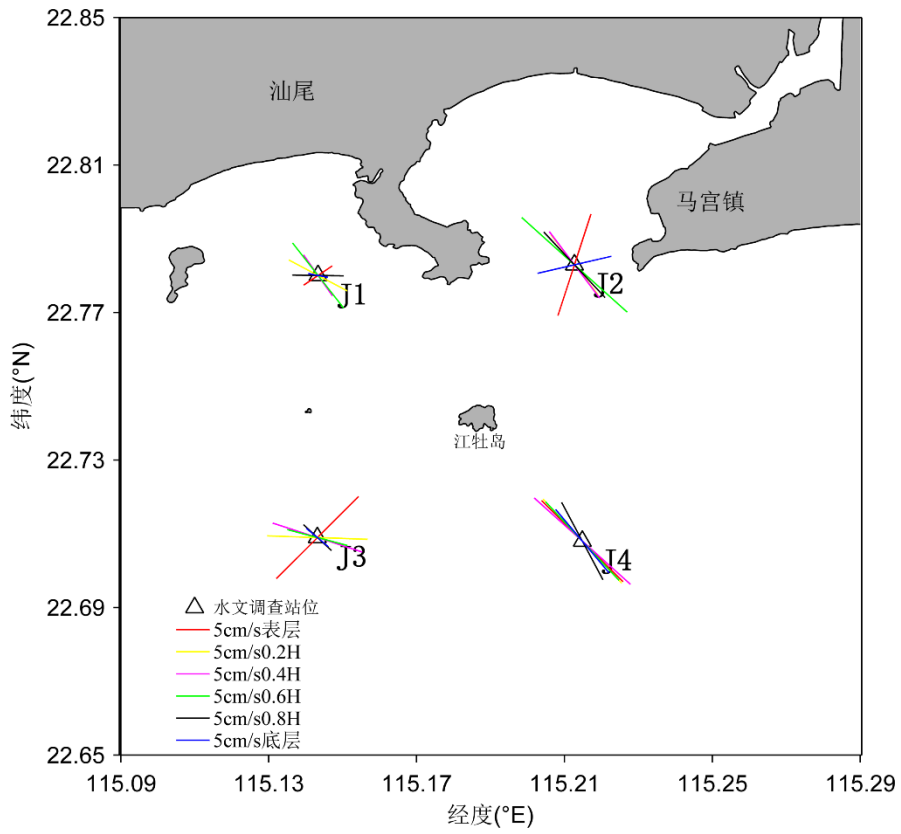 22.85
汕尾
22.81
马宫镇
J1
J2
22.77
纬度(°N)
22.73
江牡岛
J3
J4
22.69
水文调查站位
5cm/s表层
5cm/s0.2H
5cm/s0.4H
5cm/s0.6H
5cm/s0.8H
5cm/s底层
22.65
115.09 115.13 115.17 115.21 115.25 115.29
经度(°E)